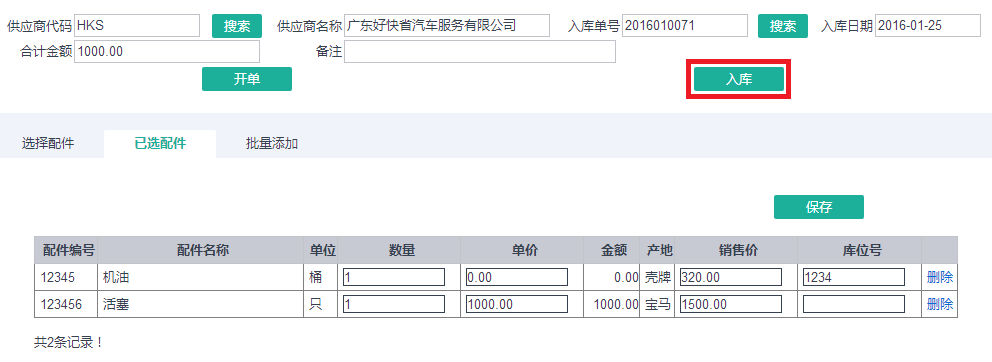 供应商代码 HKS 搜索 供应商名称 广东好快省汽车服务有限公司 入库单号 2016010071 搜索 入库日期 2016-01-25
合计金额 1000.00 备注
开单 入库
选择配件 已选配件 批量添加
保存
配件编号 配件名称 单位 数量 单价 金额 产地 销售价 库位号
12345 机油 桶 1 0.00 0.00 壳牌 320.00 1234 删除
123456 活塞 只 1 1000.00 1000.00 宝马 1500.00 删除
共2条记录！